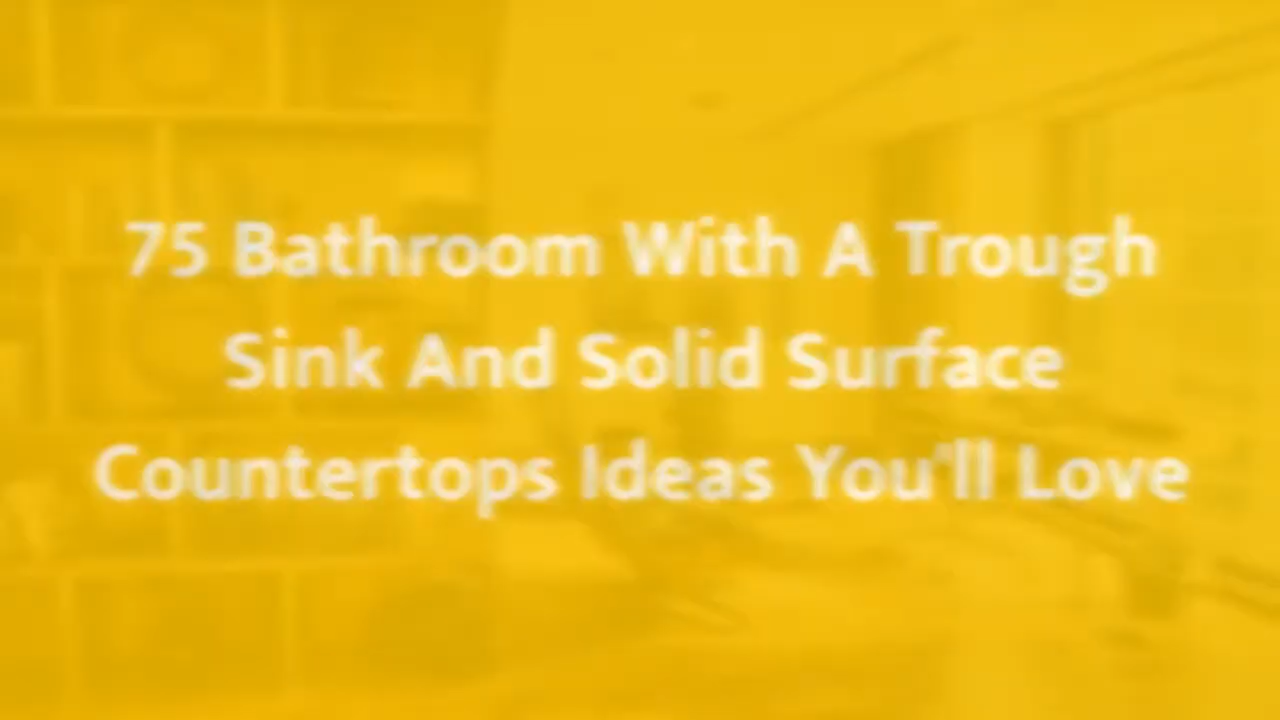 75 Bathroom With A Trough
Sink And Solid Surface
Countertops Ideas You'll Love